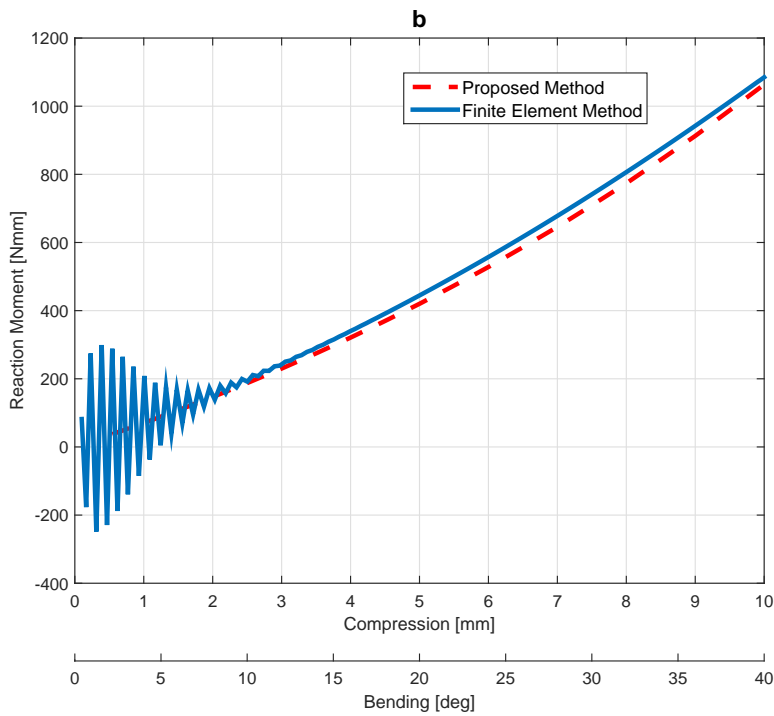 b
1200
1000
800
600
400
200
0
-200
-400
Reaction Moment [Nmm]
Proposed Method
Finite Element Method
0 1 2 3 4 5 6 7 8 9 10
Compression [mm]
0 5 10 15 20 25 30 35 40
Bending [deg]